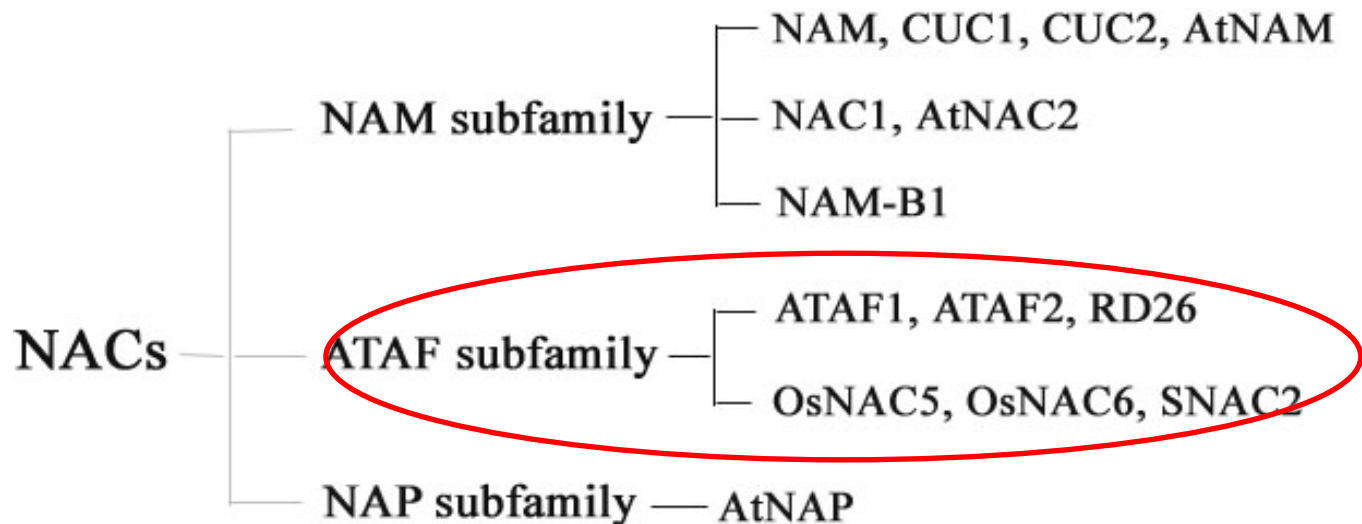 NACs
NAM subfamily
NAM, CUC1, CUC2, AtNAM
NAC1, AtNAC2
NAM-B1
ATAF subfamily
ATAF1, ATAF2, RD26
OsNAC5, OsNAC6, SNAC2
NAP subfamily
AtNAP